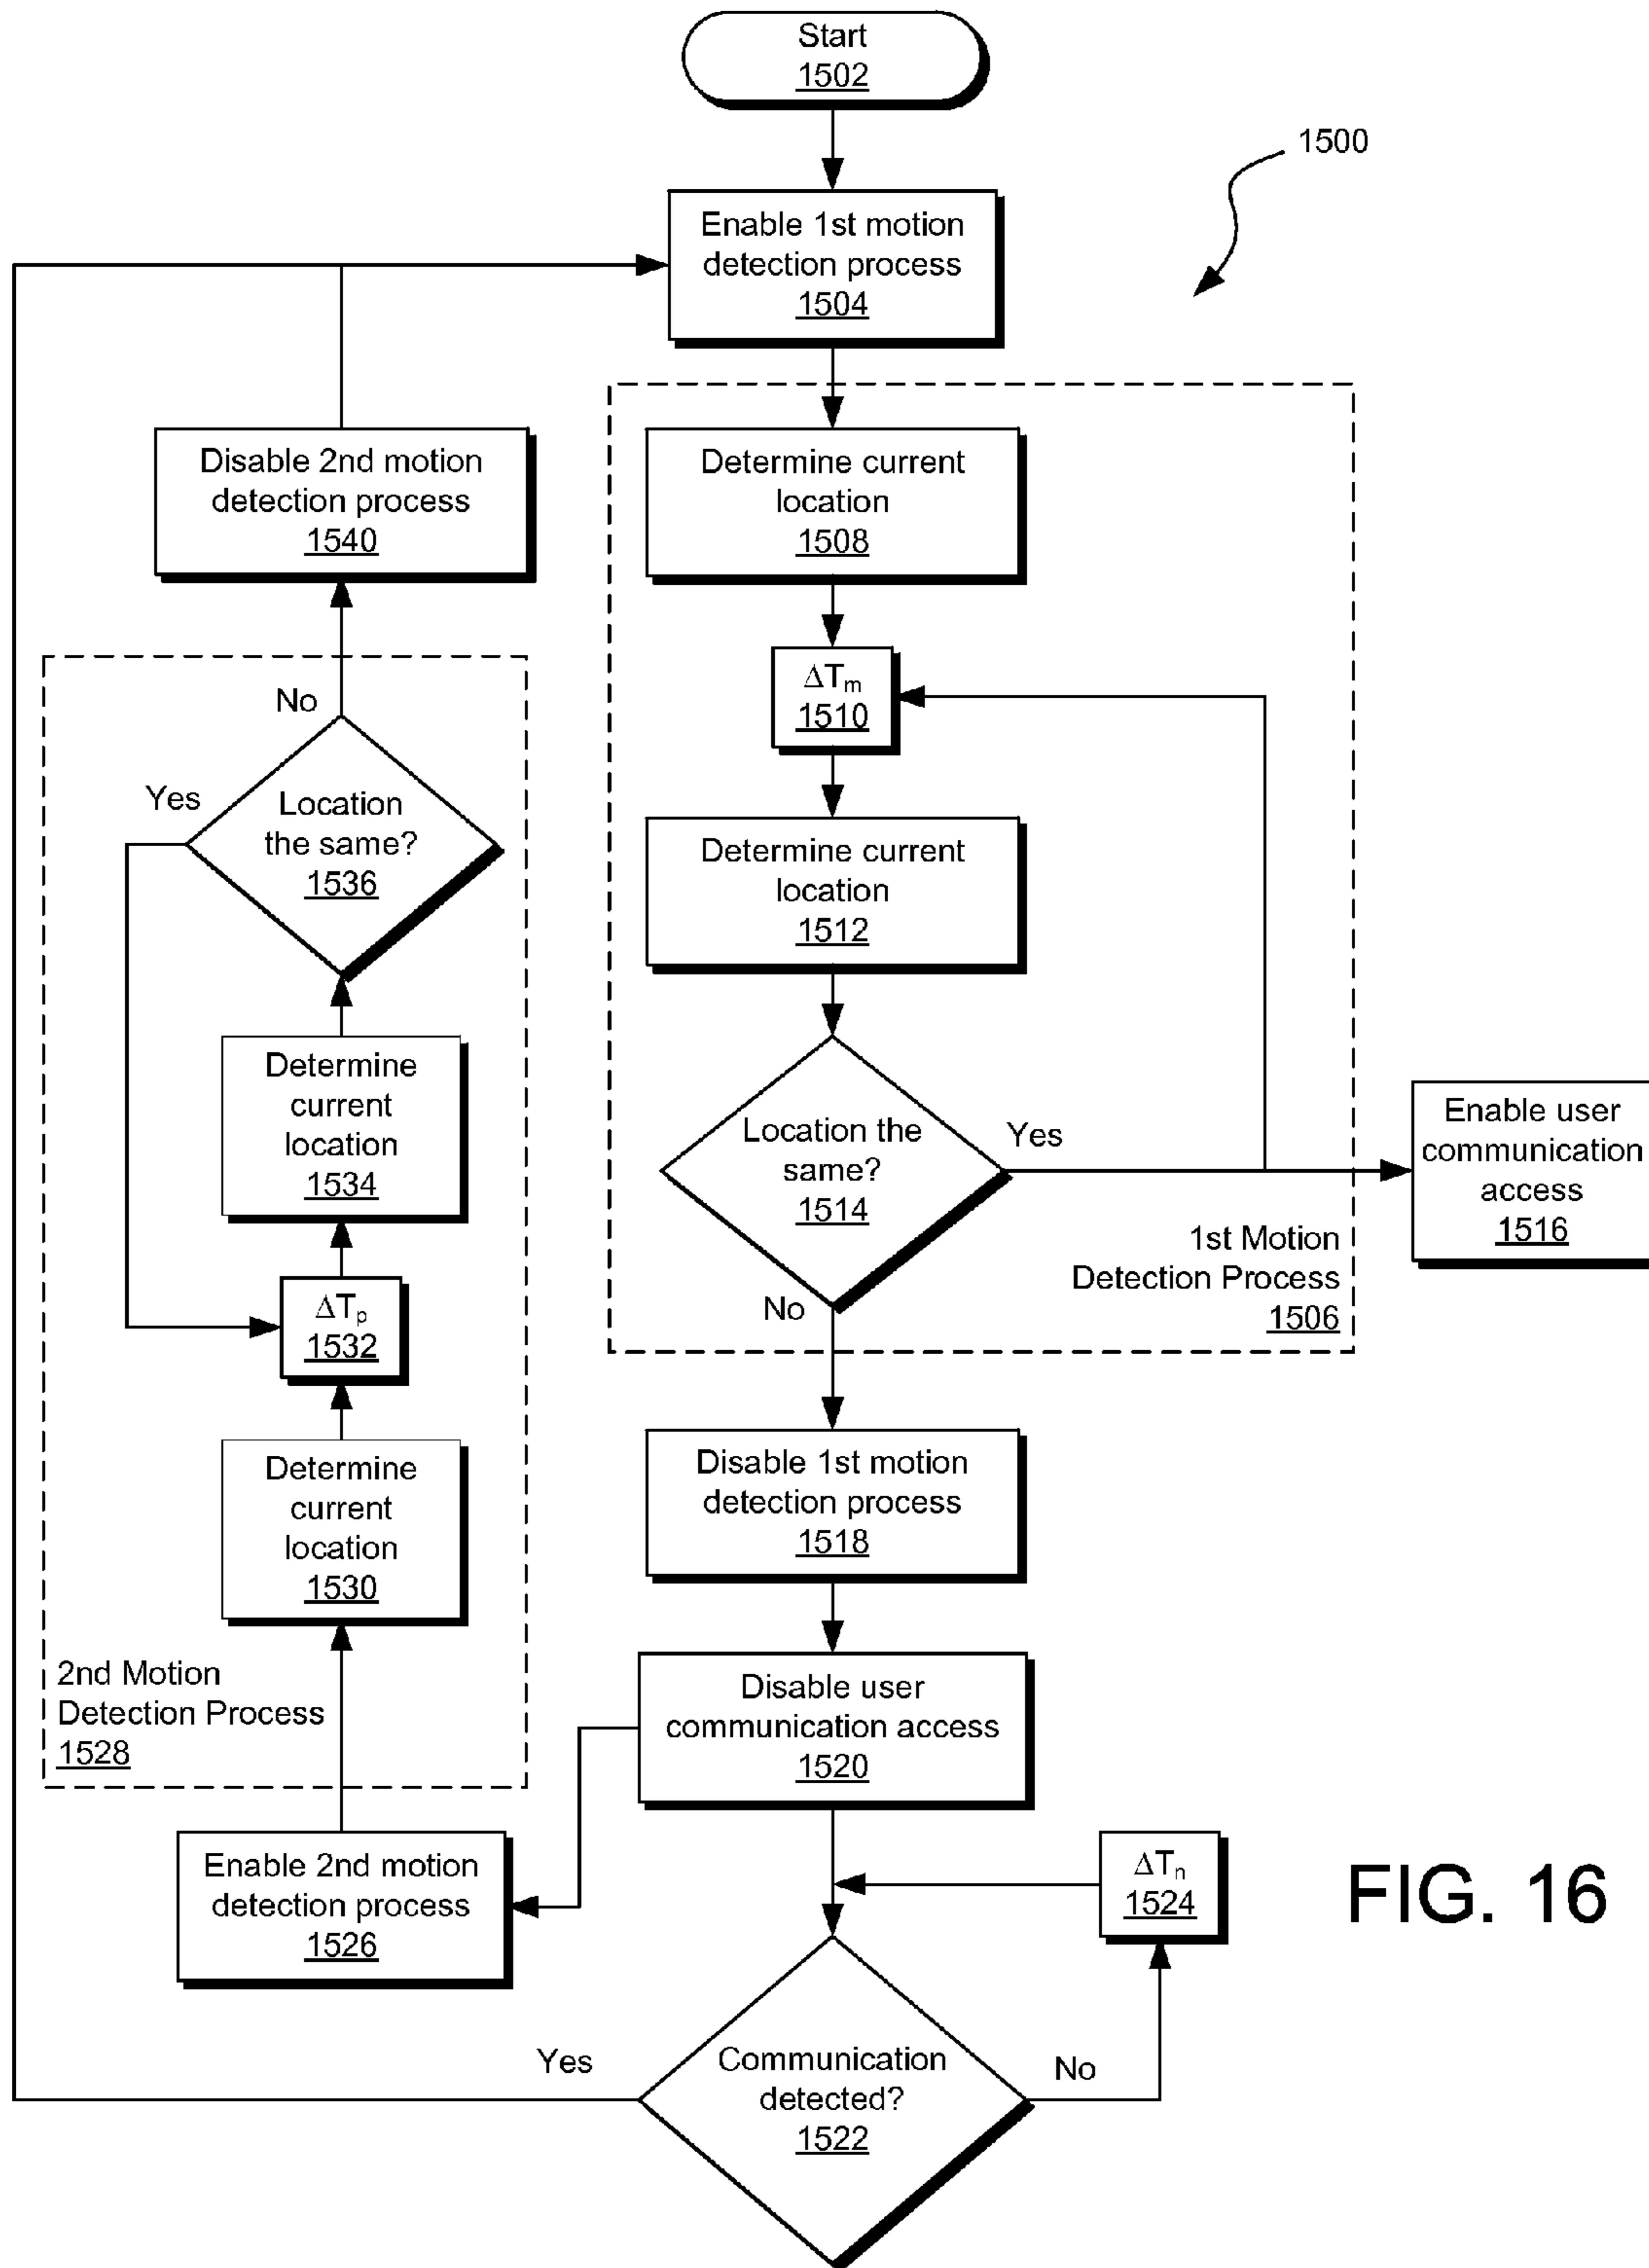 Start
1502
1500
Enable 1st motion
detection process
1504
Disable 2nd motion
detection process
1540
Determine current
location
1508
ΔTm
1510
No
Yes
Location
the same?
1536
Determine current
location
1512
Determine
current
location
1534
Location the
same?
1514
Yes
No
Enable user
communication
access
1516
1st Motion
Detection Process
1506
ΔTp
1532
Determine
current
location
1530
2nd Motion
Detection Process
1528
Disable 1st motion
detection process
1518
Disable user
communication access
1520
Enable 2nd motion
detection process
1526
ΔTn
1524
FIG. 16
Yes
Communication
detected?
1522
No